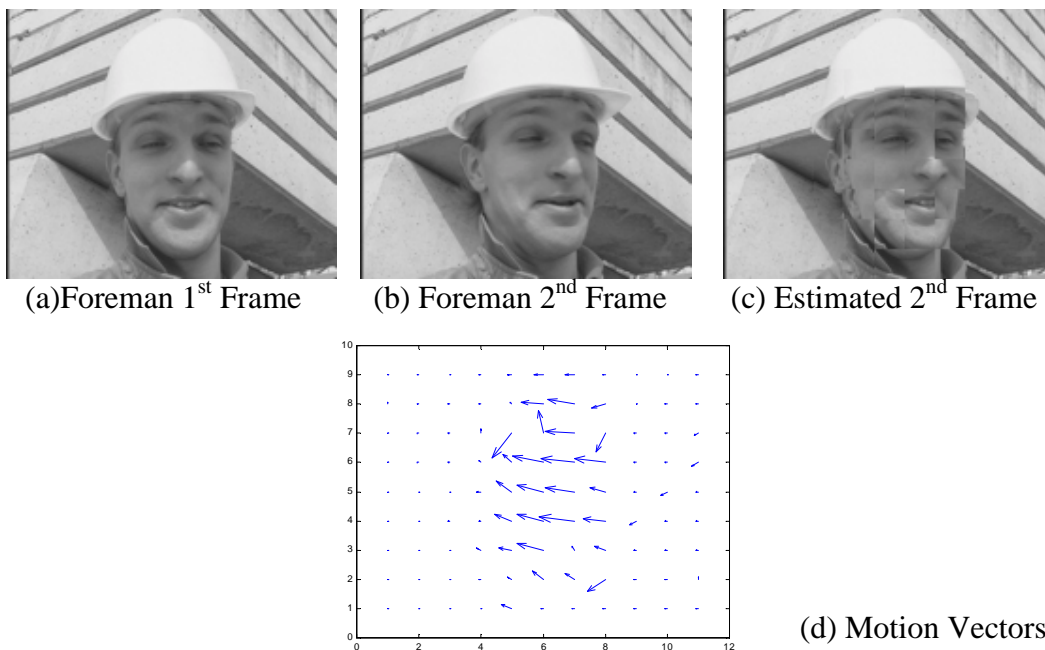 (a)Foreman 1st Frame
(b) Foreman 2nd Frame
(c) Estimated 2nd Frame
10
9
8
7
6
5
4
3
2
1
0
0 2 4 6 8 10 12
(d) Motion Vectors